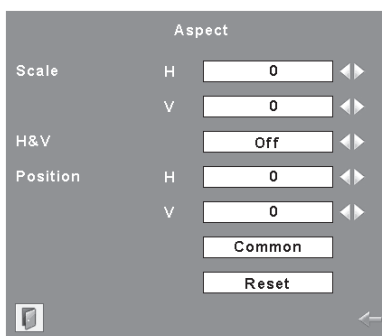 Aspect
Scale H 0
V 0
H&V Off
Position H 0
V 0
Common
Reset